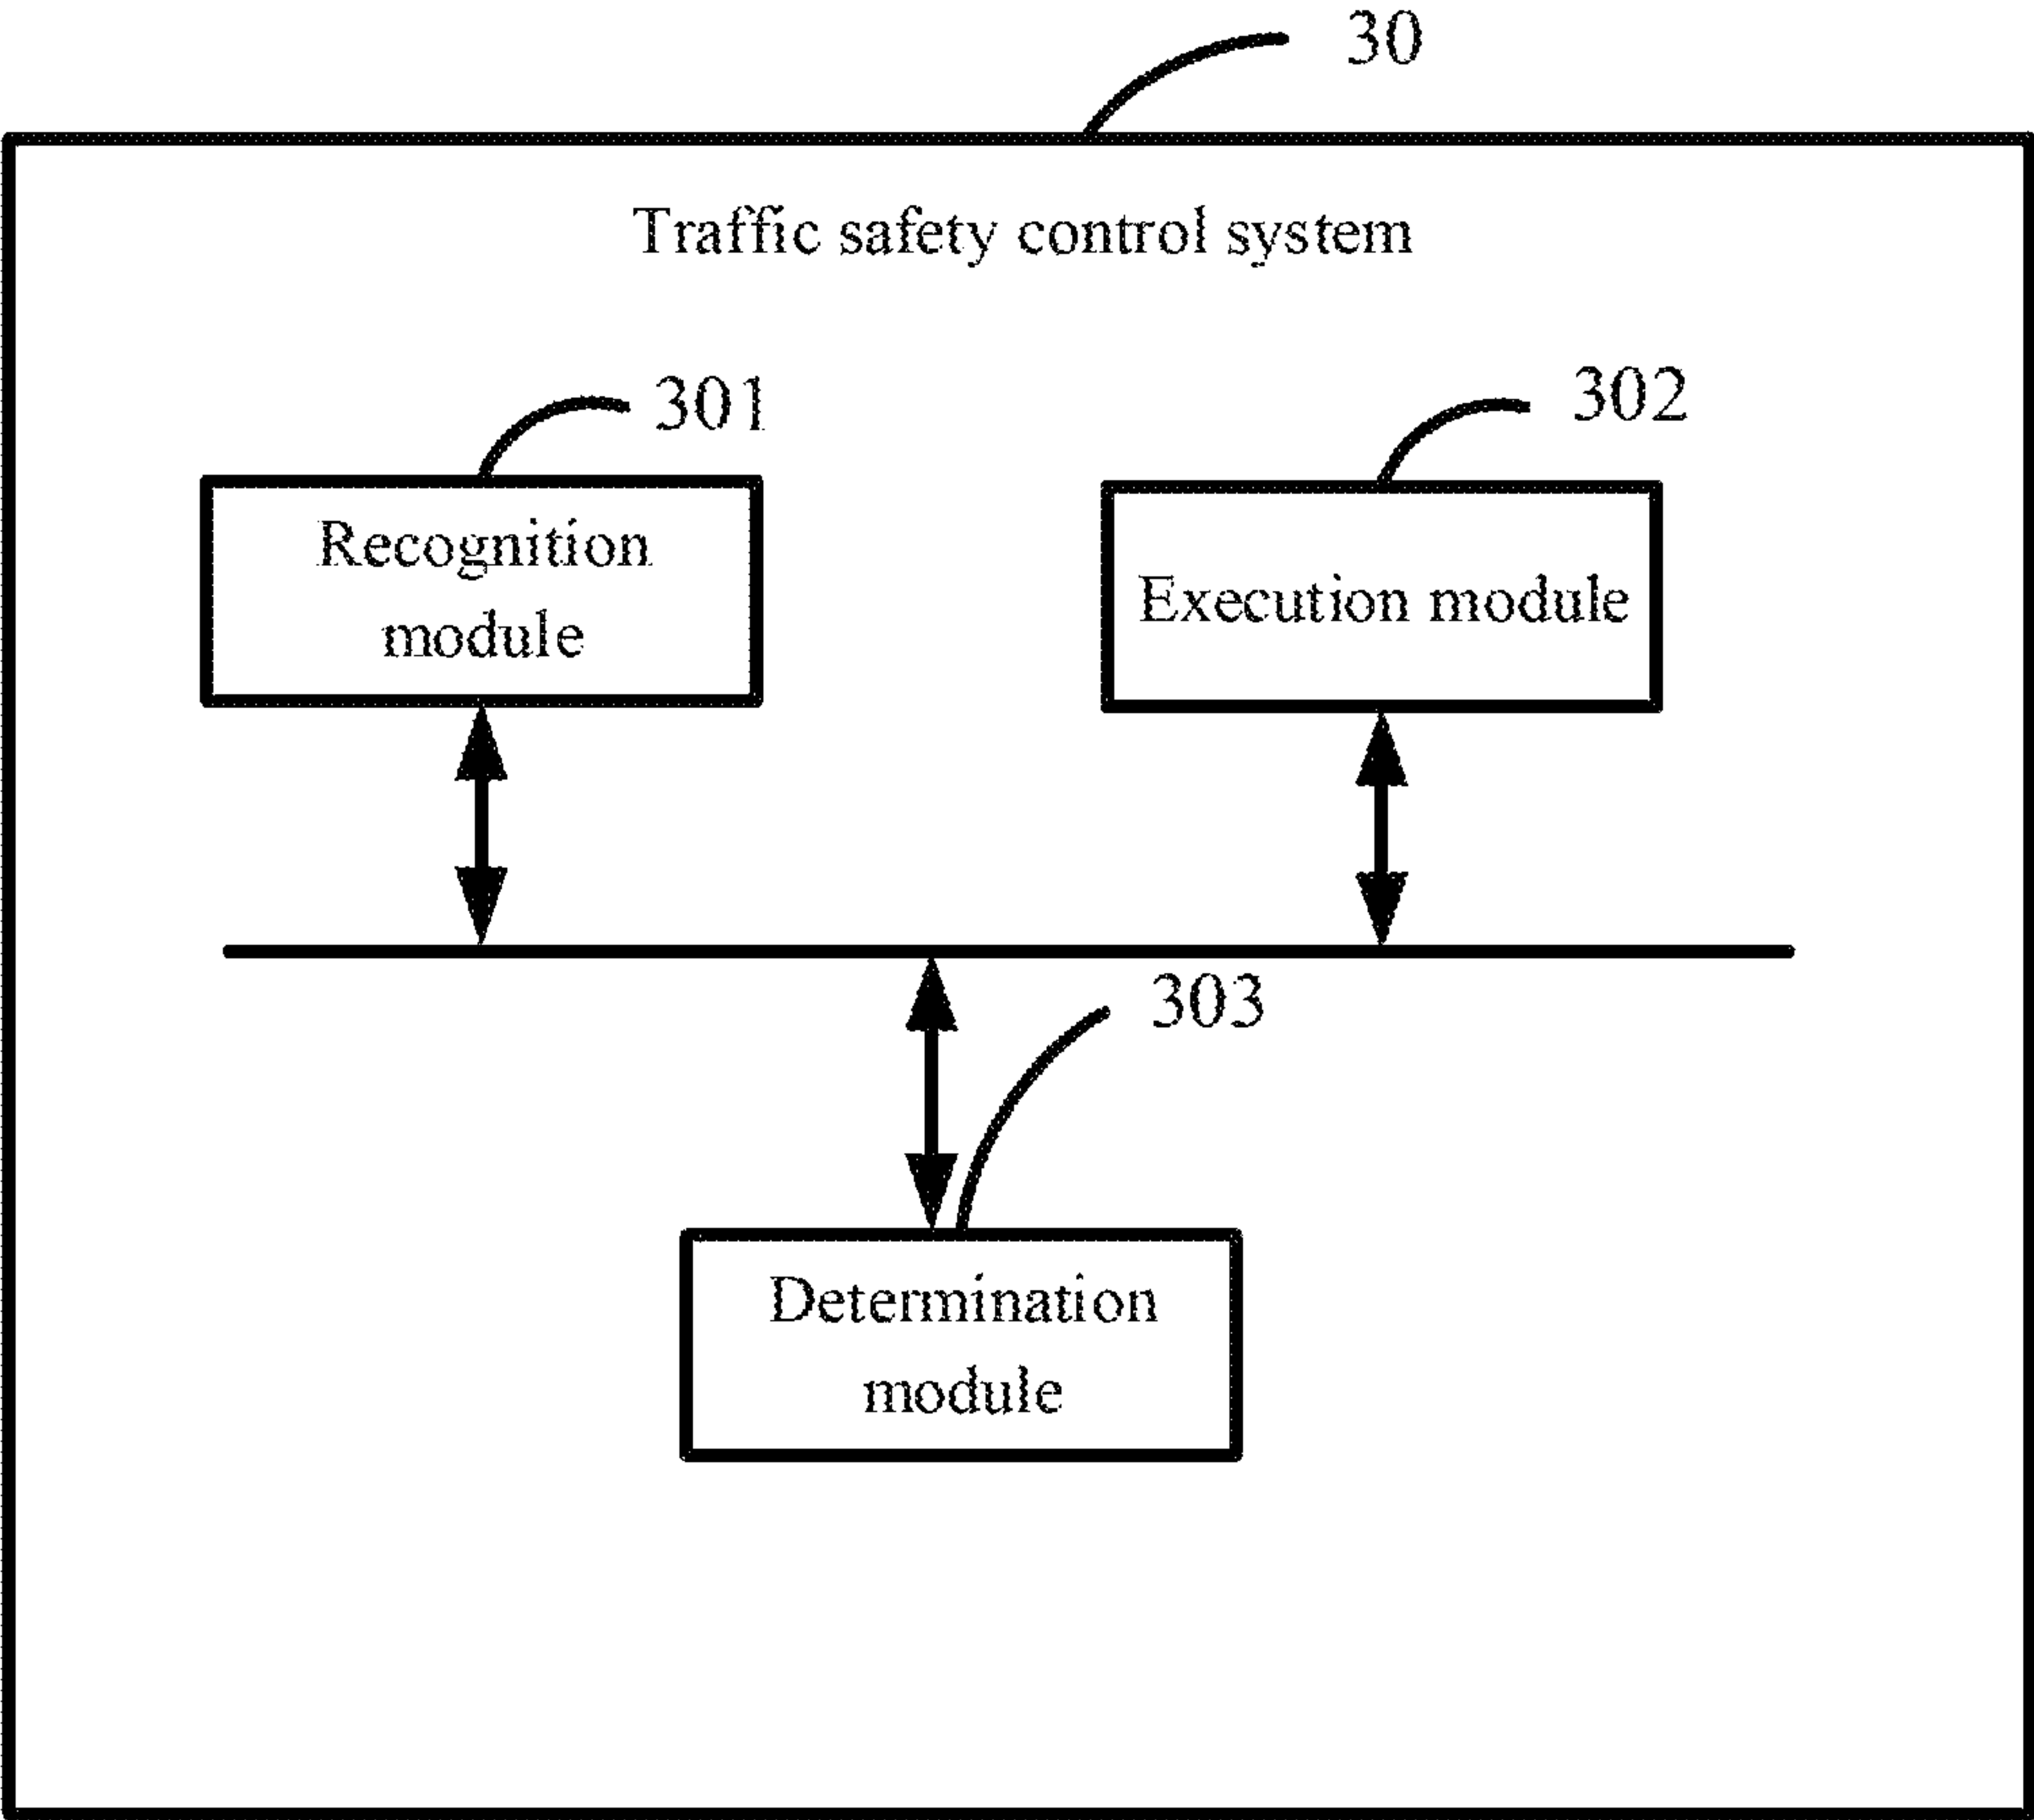 30
Traffic safety control system
301
302
Recognition
module
Execution module
303
Determination
module